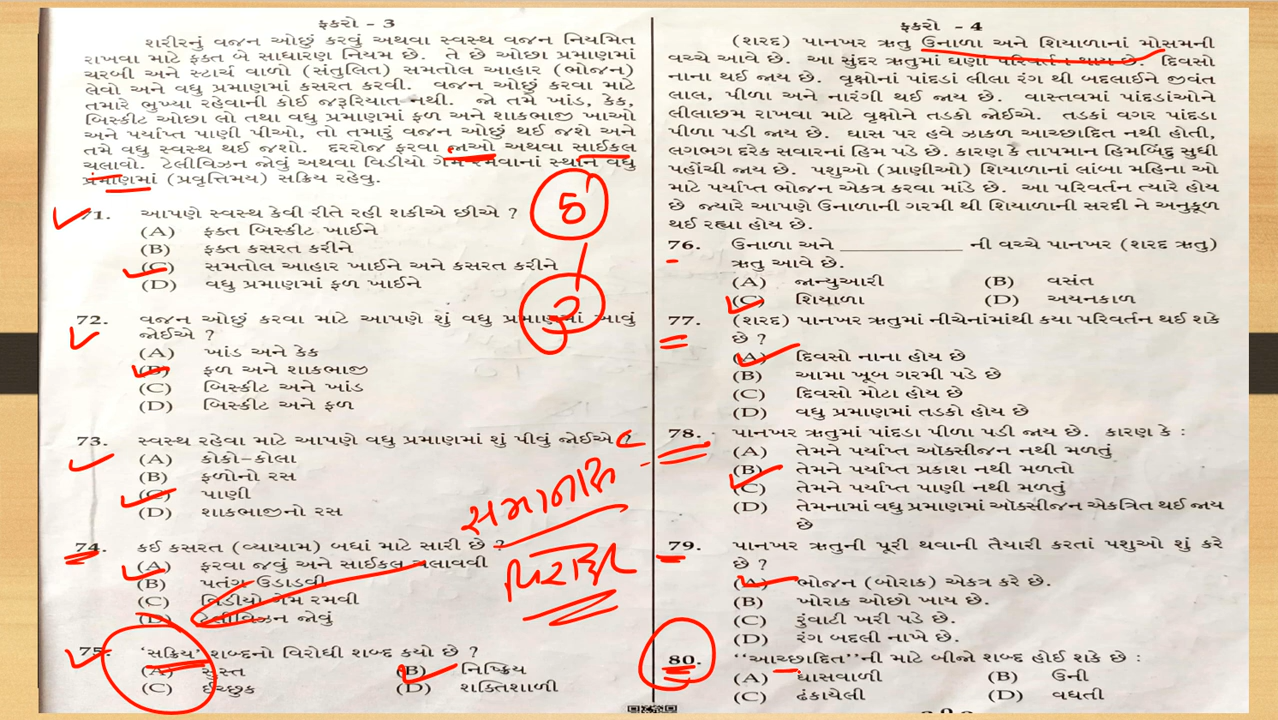 ફકરો - 3
શરીરનું વજન ઓછું કરવું અથવા સ્વસ્થ વજન નિયમિત
રાખવા માટે ફક્ત બે સાધારણ નિયમ છે. તે છે ઓછા પ્રમાણમાં
ચરબી અને સ્ટાર્ચ વાળો (સંતુલિત) સમતોલ આહાર (ભોજન)
લેવો અને વધુ પ્રમાણમાં કસરત કરવી. વજન ઓછું કરવા માટે
તમારે ભુખ્યા રહેવાની કોઈ જરૂરિયાત નથી. જો તમે ખાંડ, કેક,
બિસ્કીટ ઓછા લો તથા વધુ પ્રમાણમાં ફળ અને શાકભાજી ખાઓ
અને પર્યાપ્ત પાણી પીઓ, તો તમારું વજન ઓછું થઈ જશે અને
તમે વધુ સ્વસ્થ થઈ જશો. દરરોજ ફરવા જાઓ અથવા સાઈકલ
ચલાવો. ટેલીવિઝન જોવું અથવા વિડીયો ગેમ રમવાનાં સ્થાન વધુ
પ્રમાણમાં (પ્રવૃત્તિમય) સક્રિય રહેવુ.
71. આપણે સ્વસ્થ કેવી રીતે રહી શકીએ છીએ ?
(A) ફક્ત બિસ્કીટ ખાઈને
(B) ફક્ત કસરત કરીને
(C) સમતોલ આહાર ખાઈને અને કસરત કરીને
(D) વધુ પ્રમાણમાં ફળ ખાઈને
5
2
72. વજન ઓછું કરવા માટે આપણે શું વધુ પ્રમાણમાં ખાવું
જોઈએ ?
(A) ખાંડ અને કેક
(B) ફળ અને શાકભાજી
(C) બિસ્કીટ અને ખાંડ
(D) બિસ્કીટ અને ફળ
73. સ્વસ્થ રહેવા માટે આપણે વધુ પ્રમાણમાં શું પીવું જોઈએ ?
(A) કોકો-કોલા
(B) ફળોનો રસ
(C) પાણી
(D) શાકભાજીનો રસ
74. કઈ કસરત (વ્યાયામ) બધાં માટે સારી છે ?
(A) ફરવા જવું અને સાઈકલ ચલાવવી
(B) પતંગ ઉડાડવી
(C) વિડીયો ગેમ રમવી
(D) ટેલીવિઝન જોવું
75. 'સક્રિય' શબ્દનો વિરોધી શબ્દ કયો છે ?
(A) સુસ્ત (B) નિષ્ક્રિય
(C) ઈચ્છુક (D) શક્તિશાળી
ફકરો - 4
(શરદ) પાનખર ઋતુ ઉનાળા અને શિયાળાનાં મોસમની
વચ્ચે આવે છે. આ સુંદર ઋતુમાં ઘણા પરિવર્તન થાય છે. દિવસો
નાના થઈ જાય છે. વૃક્ષોનાં પાંદડાં લીલા રંગ થી બદલાઈને જીવંત
લાલ, પીળા અને નારંગી થઈ જાય છે. વાસ્તવમાં પાંદડાંઓને
લીલાછમ રાખવા માટે વૃક્ષોને તડકો જોઈએ. તડકાં વગર પાંદડા
પીળા પડી જાય છે. ઘાસ પર હવે ઝાકળ આચ્છાદિત નથી હોતી,
લગભગ દરેક સવારનાં હિમ પડે છે. કારણ કે તાપમાન હિમબિંદુ સુધી
પહોંચી જાય છે. પશુઓ (પ્રાણીઓ) શિયાળાનાં લાંબા મહિના ઓ
માટે પર્યાપ્ત ભોજન એકત્ર કરવા માંડે છે. આ પરિવર્તન ત્યારે હોય
છે જ્યારે આપણે ઉનાળાની ગરમી થી શિયાળાની સરદી ને અનુકૂળ
થઈ રહ્યા હોય છે.
76. ઉનાળા અને ____________ ની વચ્ચે પાનખર (શરદ ઋતુ)
ઋતુ આવે છે.
(A) જાન્યુઆરી (B) વસંત
(C) શિયાળા (D) અયનકાળ
77. (શરદ) પાનખર ઋતુમાં નીચેનાંમાંથી કયા પરિવર્તન થઈ શકે
છે ?
(A) દિવસો નાના હોય છે
(B) આમા ખૂબ ગરમી પડે છે
(C) દિવસો મોટા હોય છે
(D) વધુ પ્રમાણમાં તડકો હોય છે
78. પાનખર ઋતુમાં પાંદડા પીળા પડી જાય છે. કારણ કે :
(A) તેમને પર્યાપ્ત ઑક્સીજન નથી મળતું
(B) તેમને પર્યાપ્ત પ્રકાશ નથી મળતો
(C) તેમને પર્યાપ્ત પાણી નથી મળતું
(D) તેમનામાં વધુ પ્રમાણમાં ઑક્સીજન એકત્રિત થઈ જાય
છે
79. પાનખર ઋતુની પૂરી થવાની તૈયારી કરતાં પશુઓ શું કરે
છે ?
(A) ભોજન (ખોરાક) એકત્ર કરે છે.
(B) ખોરાક ઓછો ખાય છે.
(C) રુંવાટી ખરી પડે છે.
(D) રંગ બદલી નાખે છે.
80. "આચ્છાદિત"ની માટે બીજો શબ્દ હોઈ શકે છે :
(A) ઘાસવાળી (B) ઉની
(C) ઢંકાયેલી (D) વધતી